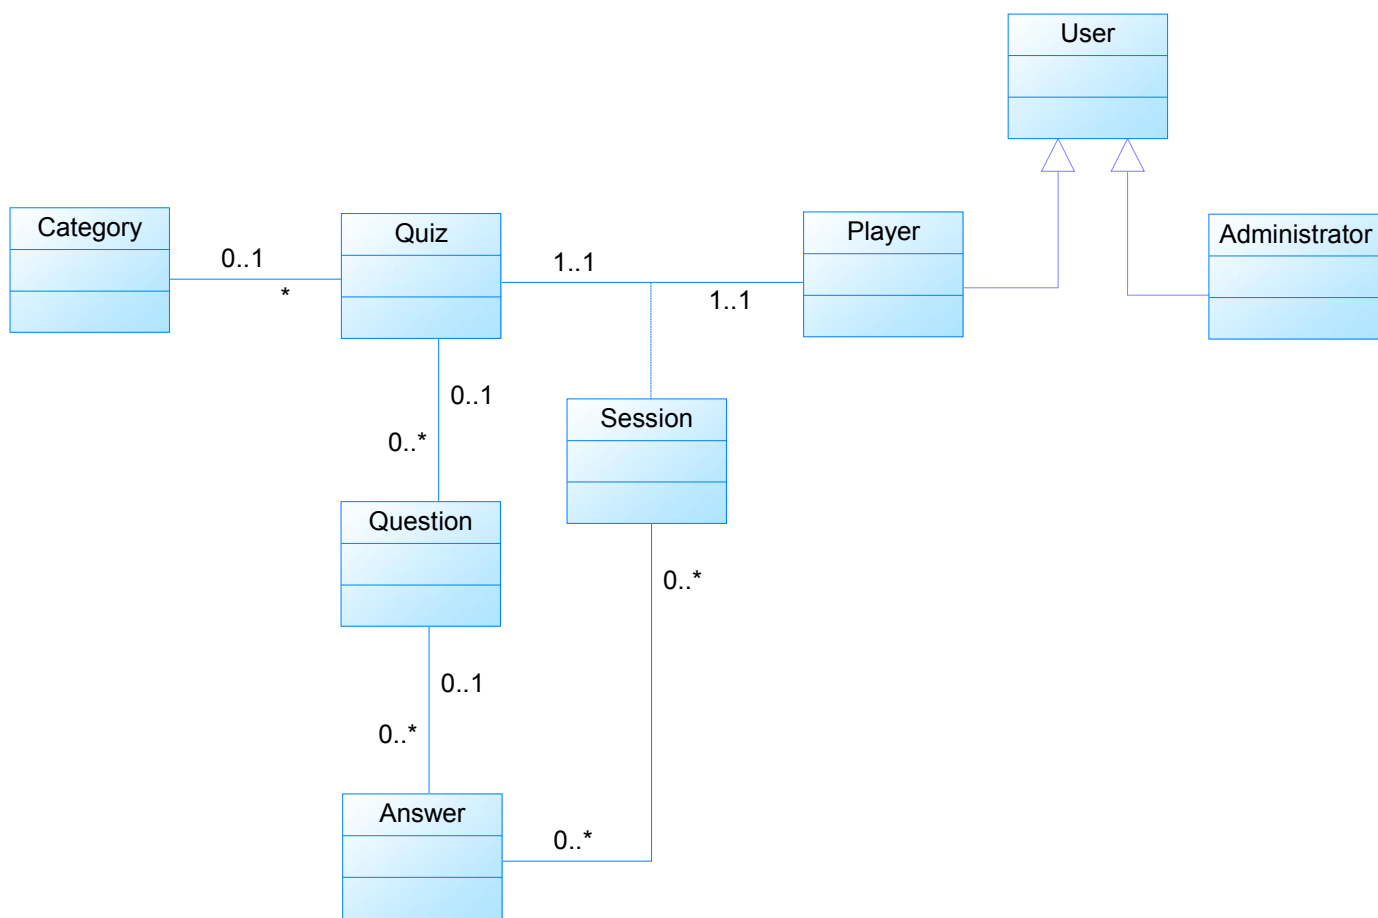 User
Category
Quiz
Player
Administrator
0..1
*
1..1
1..1
0..1
0..*
Session
Question
0..*
0..1
0..*
Answer
0..*